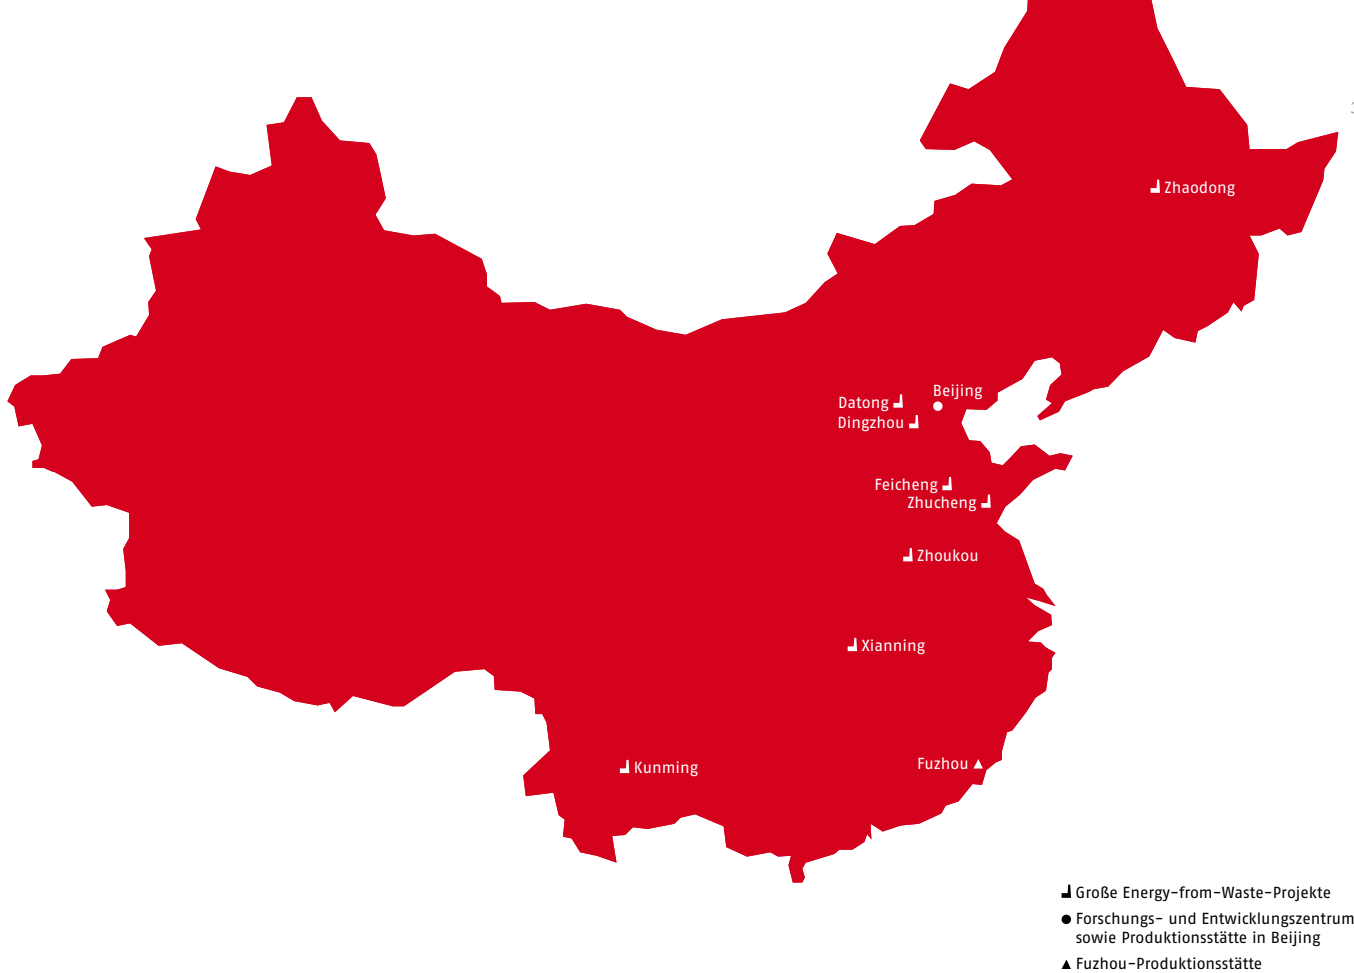 Zhaodong
Beijing
Datong
Dingzhou
Feicheng
Zhucheng
Zhoukou
Xianning
Fuzhou
Kunming
Große Energy-from-Waste-Projekte
Forschungs- und Entwicklungszentrum
sowie Produktionsstätte in Beijing
Fuzhou-Produktionsstätte